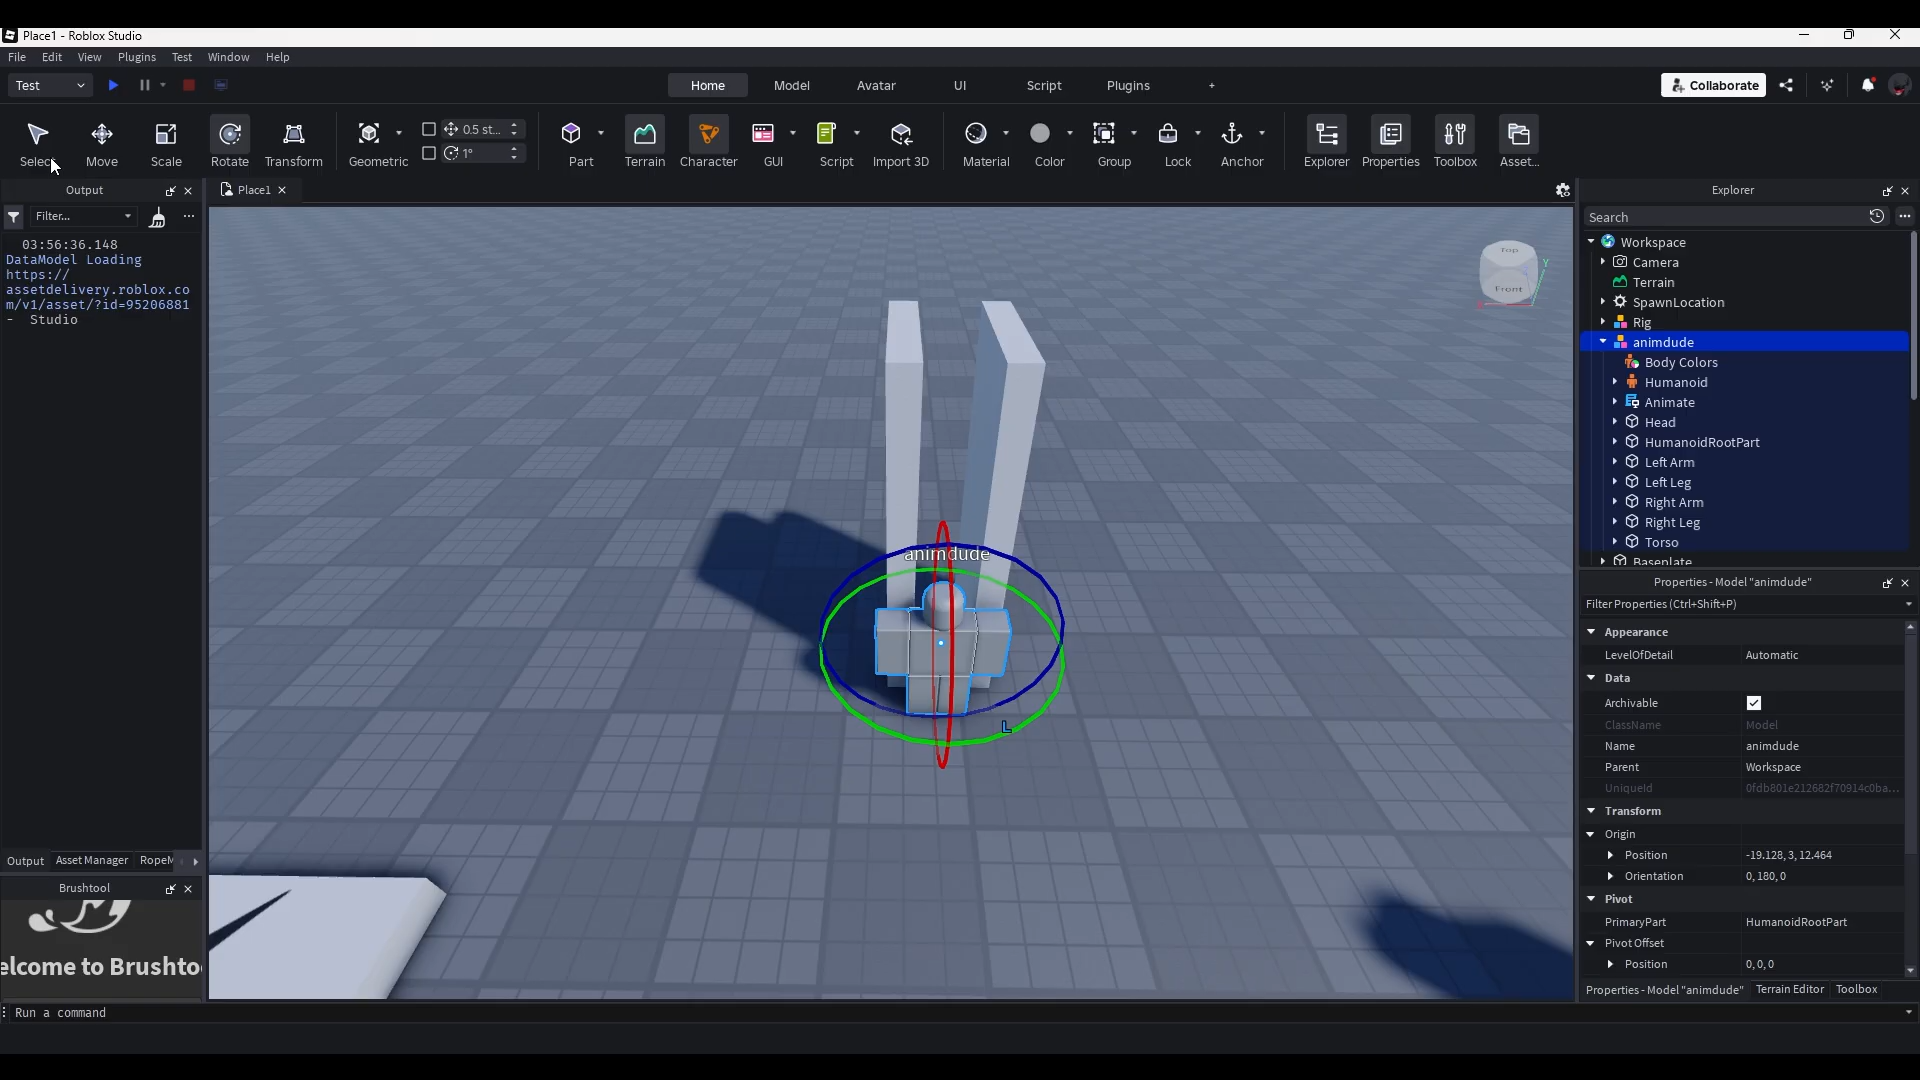 Place1 - Roblox Studio
File Edit View Plugins Test Window Help
Test Home Model Avatar UI Script Plugins + Collaborate
Select Move Scale Rotate Transform Geometric 0.5 st... 1° Part Terrain Character GUI Script Import 3D Material Color Group Lock Anchor Explorer Properties Toolbox Asset...
Output
Filter...
03:56:36.148
DataModel Loading
https://
assetdelivery.roblox.co
m/v1/asset/?id=95206881
- Studio
Output Asset Manager RopeM
Brushtool
elcome to Brushto
Place1
Top
Front
Y
animdude
L
Explorer
Search
Workspace
Camera
Terrain
SpawnLocation
Rig
animdude
Body Colors
Humanoid
Animate
Head
HumanoidRootPart
Left Arm
Left Leg
Right Arm
Right Leg
Torso
Baseplate
Properties - Model "animdude"
Filter Properties (Ctrl+Shift+P)
Appearance
LevelOfDetail Automatic
Data
Archivable
ClassName Model
Name animdude
Parent Workspace
UniqueId 0fdb801e212682f70914c0ba...
Transform
Origin
Position -19.128, 3, 12.464
Orientation 0, 180, 0
Pivot
PrimaryPart HumanoidRootPart
Pivot Offset
Position 0, 0, 0
Properties - Model "animdude" Terrain Editor Toolbox
Run a command